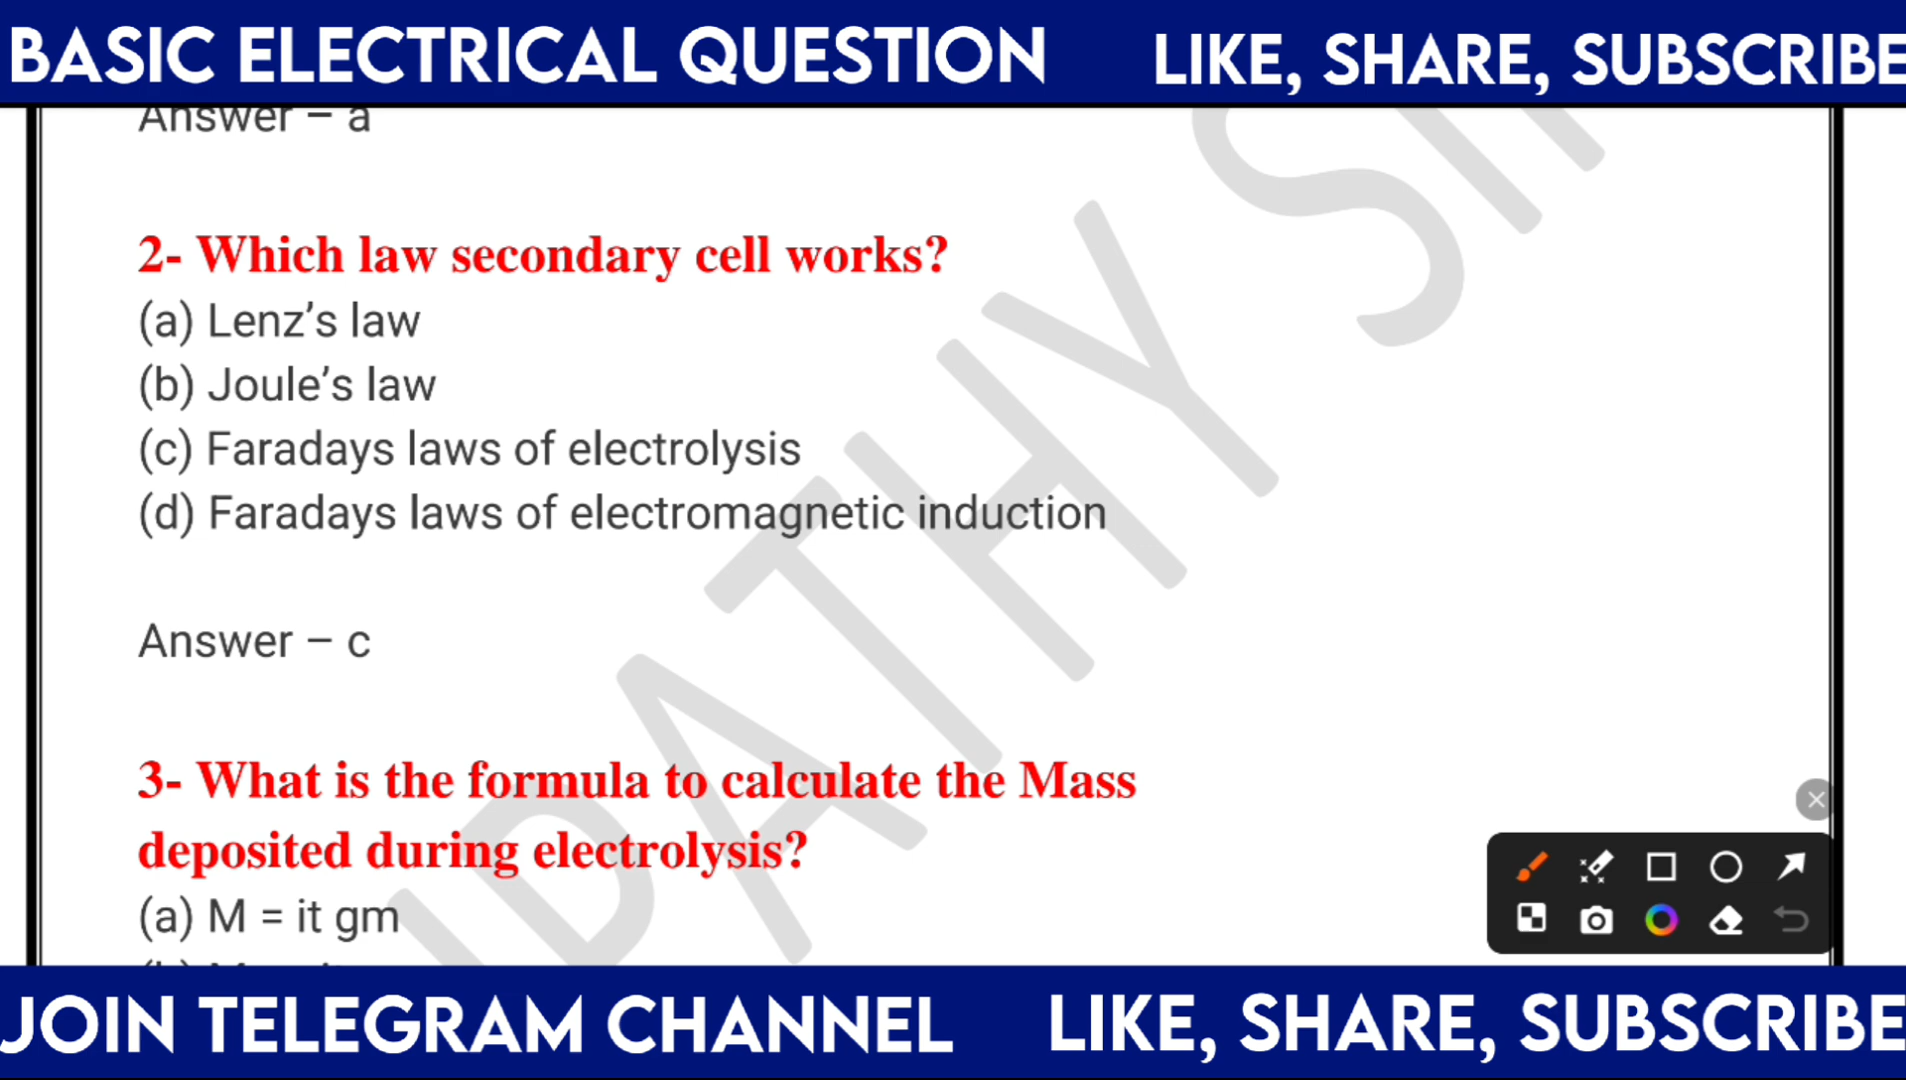 BASIC ELECTRICAL QUESTION LIKE, SHARE, SUBSCRIBE
Answer – a
2- Which law secondary cell works?
(a) Lenz’s law
(b) Joule’s law
(c) Faradays laws of electrolysis
(d) Faradays laws of electromagnetic induction
Answer – c
3- What is the formula to calculate the Mass
deposited during electrolysis?
(a) M = it gm
JOIN TELEGRAM CHANNEL LIKE, SHARE, SUBSCRIBE